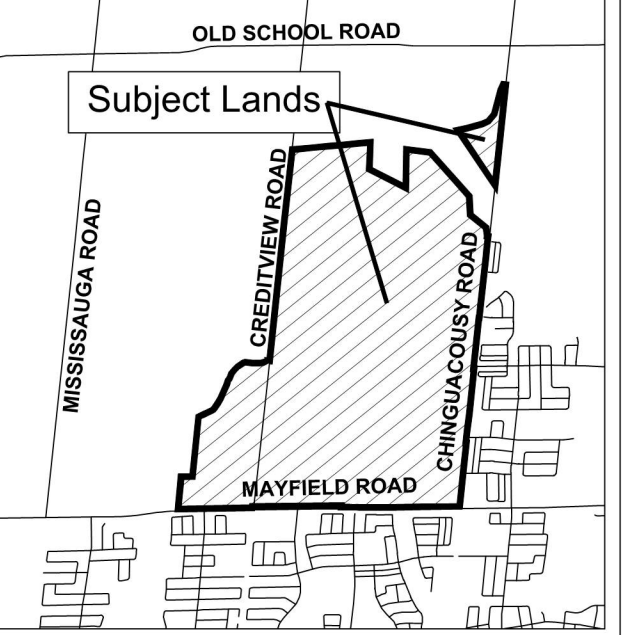 OLD SCHOOL ROAD
Subject Lands
MISSISSAUGA ROAD
CREDITVIEW ROAD
CHINGUACOUSY ROAD
MAYFIELD ROAD